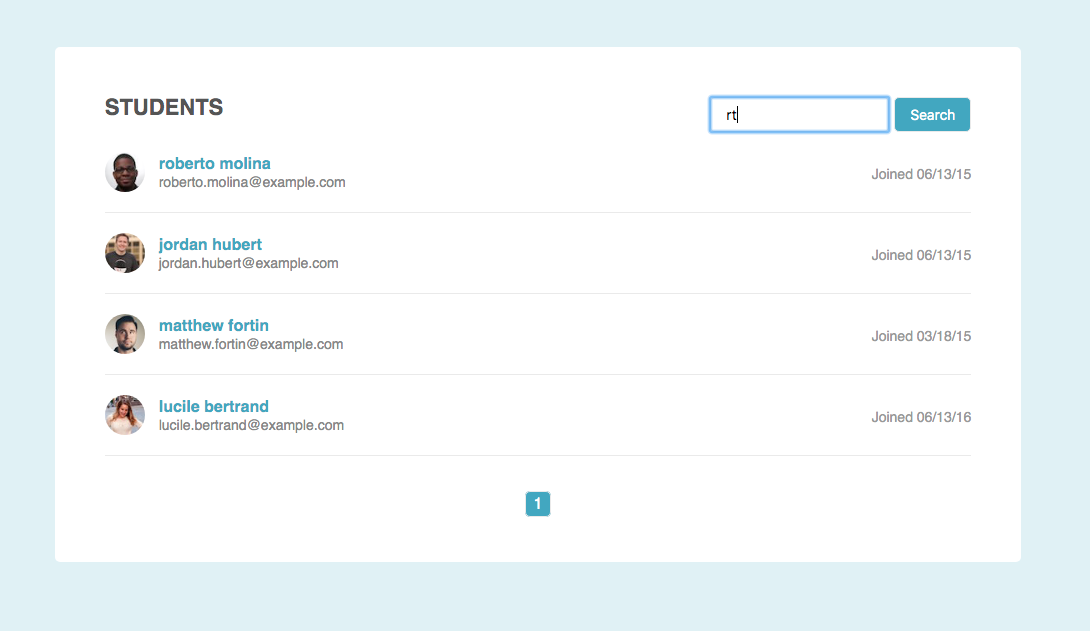 STUDENTS
rt
Search
roberto molina
roberto.molina@example.com
Joined 06/13/15
jordan hubert
jordan.hubert@example.com
Joined 06/13/15
matthew fortin
matthew.fortin@example.com
Joined 03/18/15
lucile bertrand
lucile.bertrand@example.com
Joined 06/13/16
1